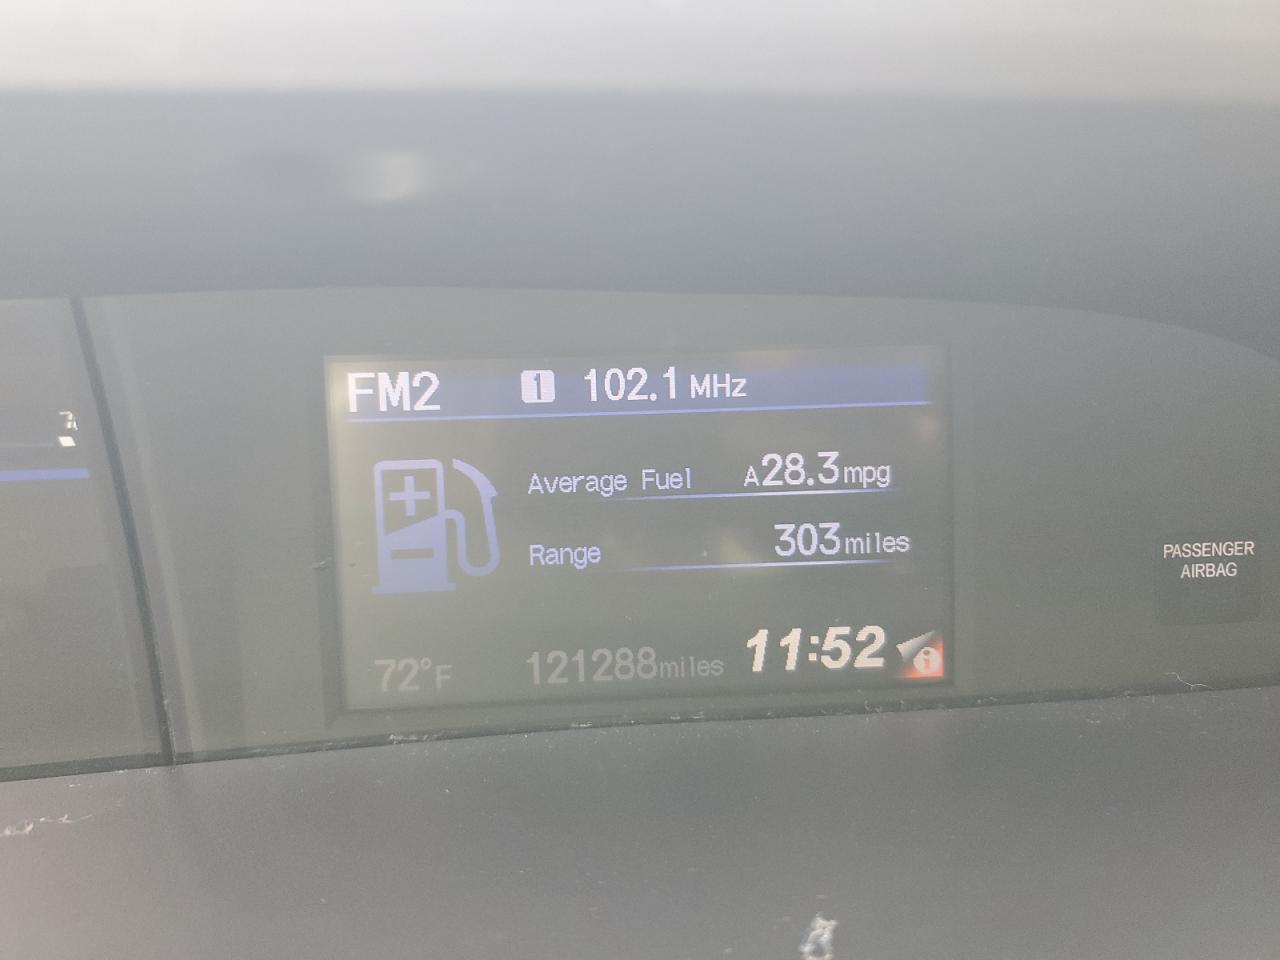 FM2 1 102.1 MHz
Average Fuel A28.3mpg
Range 303miles
72°F 121288miles 11:52
PASSENGER
AIRBAG